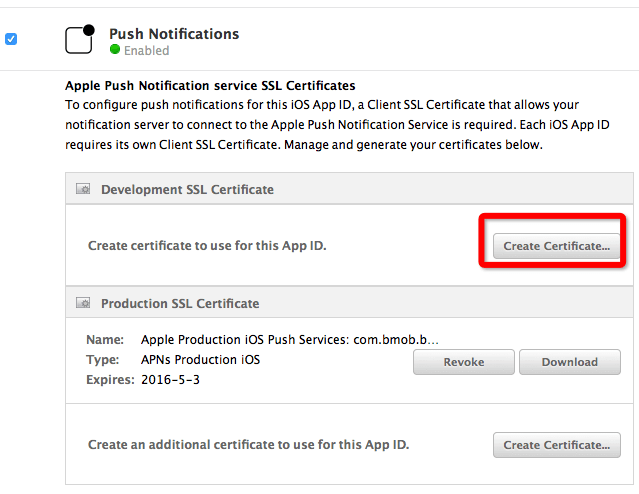 Push Notifications
Enabled
Apple Push Notification service SSL Certificates
To configure push notifications for this iOS App ID, a Client SSL Certificate that allows your
notification server to connect to the Apple Push Notification Service is required. Each iOS App ID
requires its own Client SSL Certificate. Manage and generate your certificates below.
Development SSL Certificate
Create certificate to use for this App ID.
Create Certificate...
Production SSL Certificate
Name: Apple Production iOS Push Services: com.bmob.b...
Type: APNs Production iOS
Revoke Download
Expires: 2016-5-3
Create an additional certificate to use for this App ID.
Create Certificate...